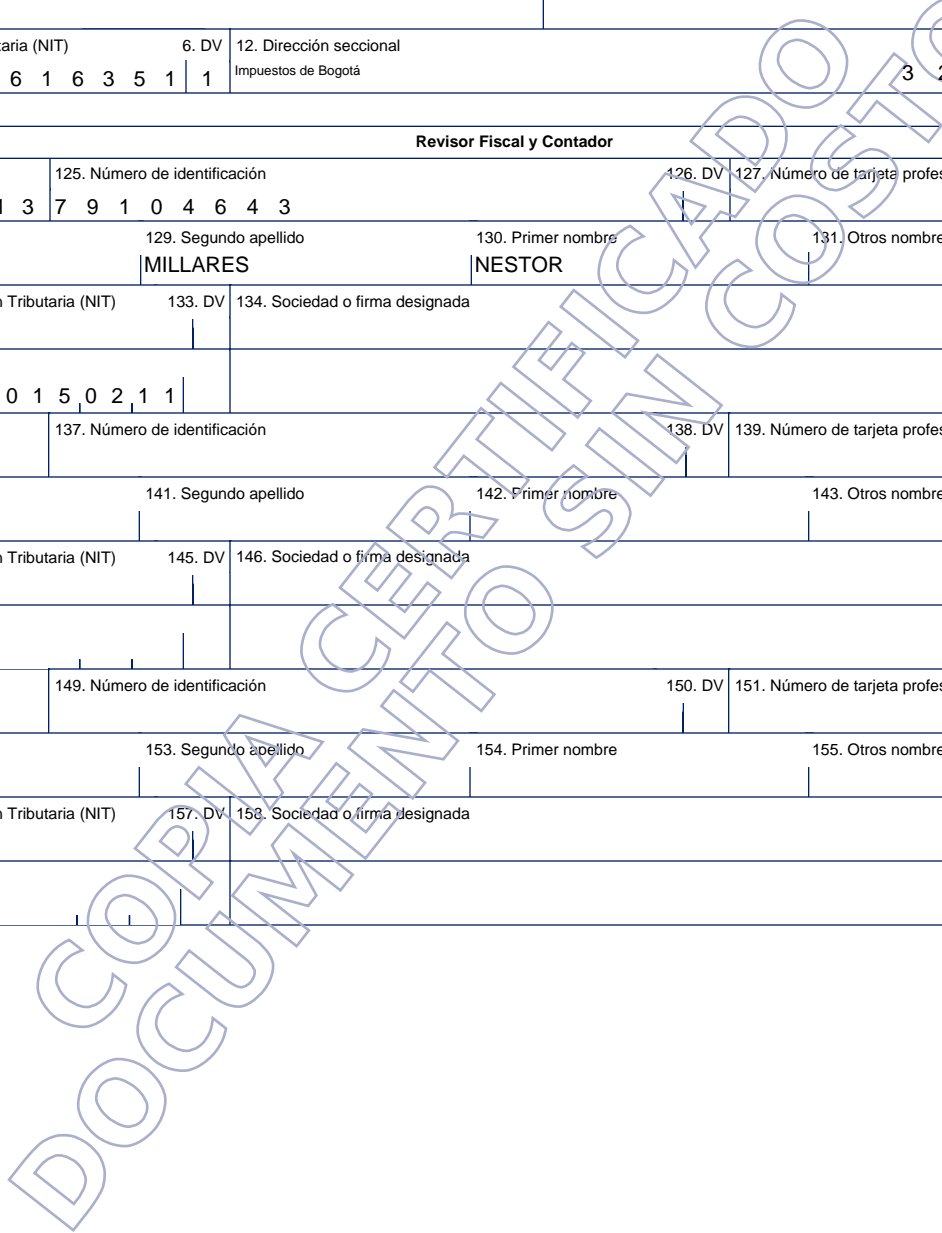 taria (NIT) 6. DV 12. Dirección seccional
6 1 6 3 5 1 1 Impuestos de Bogotá 3 2
Revisor Fiscal y Contador
125. Número de identificación 126. DV 127. Número de tarjeta profes
1 3 7 9 1 0 4 6 4 3
129. Segundo apellido 130. Primer nombre 131. Otros nombre
MILLARES NESTOR
n Tributaria (NIT) 133. DV 134. Sociedad o firma designada
0 1 5 0 2 1 1
137. Número de identificación 138. DV 139. Número de tarjeta profes
141. Segundo apellido 142. Primer nombre 143. Otros nombre
n Tributaria (NIT) 145. DV 146. Sociedad o firma designada
149. Número de identificación 150. DV 151. Número de tarjeta profes
153. Segundo apellido 154. Primer nombre 155. Otros nombre
n Tributaria (NIT) 157. DV 158. Sociedad o firma designada
COPIA CERTIFICADO
DOCUMENTO SIN COSTO